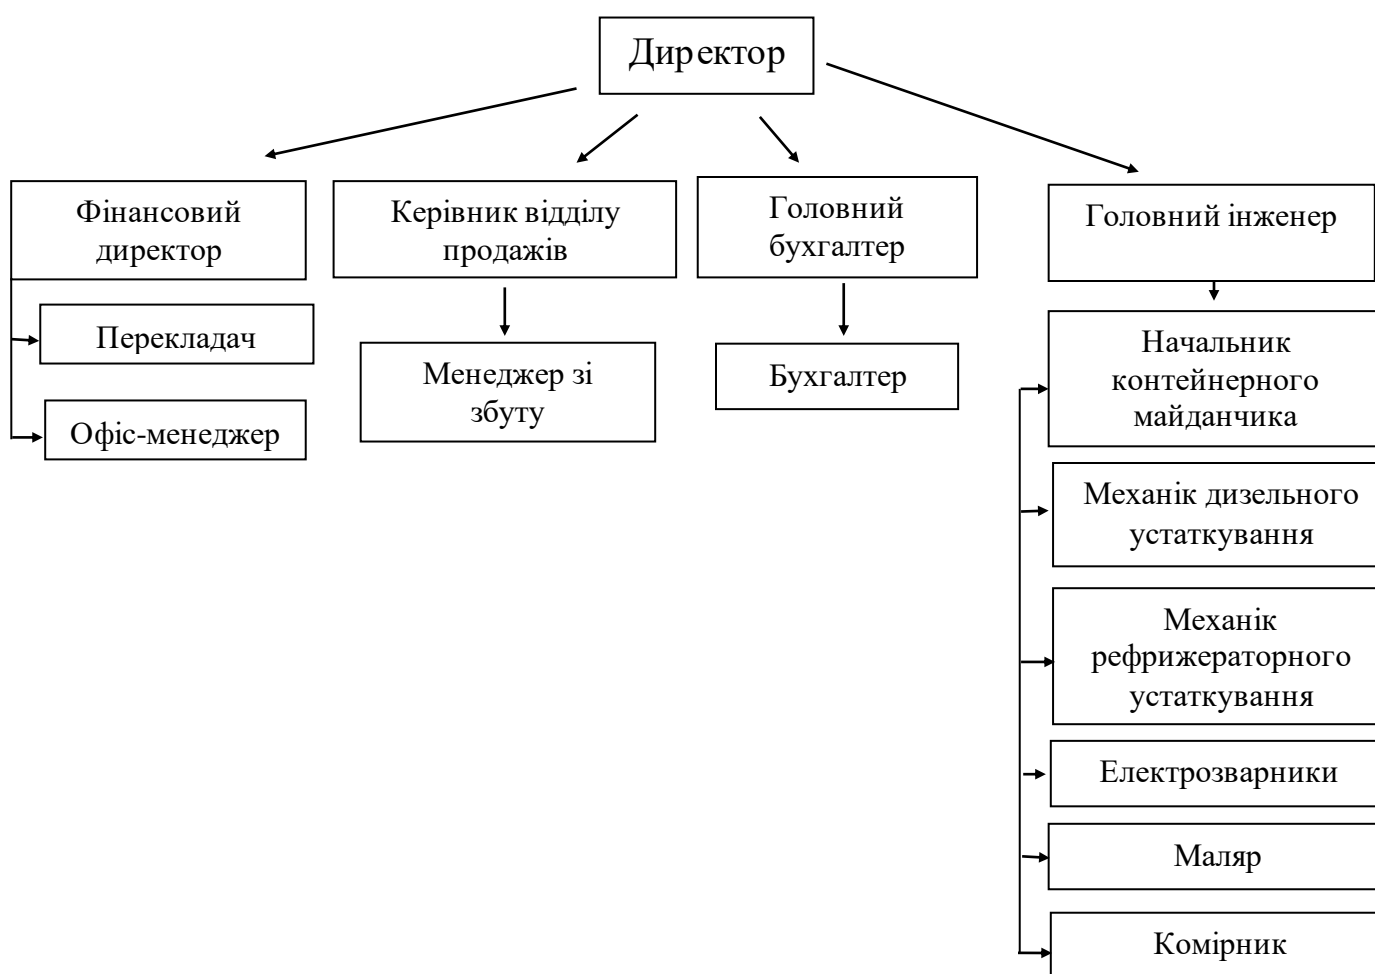 Директор
Фінансовий
директор
Перекладач
Офіс-менеджер
Керівник відділу
продажів
Менеджер зі
збуту
Головний
бухгалтер
Бухгалтер
Головний інженер
Начальник
контейнерного
майданчика
Механік дизельного
устаткування
Механік
рефрижераторного
устаткування
Електрозварники
Маляр
Комірник